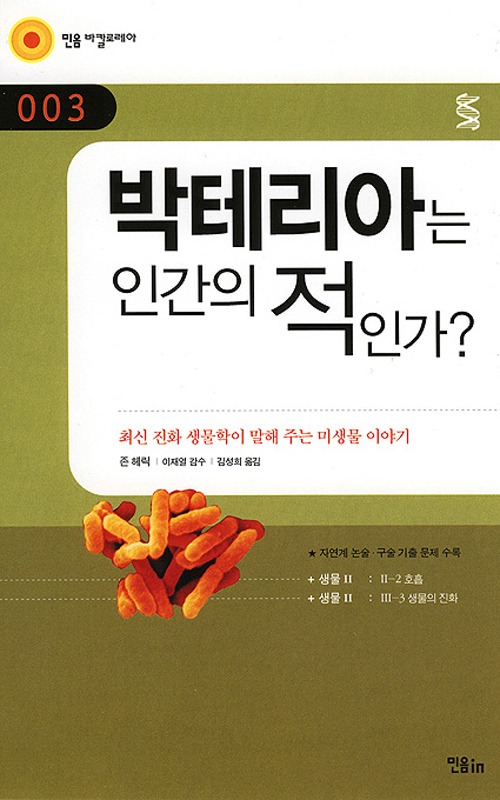 민음 바칼로레아
003
박테리아는
인간의 적인가?
최신 진화 생물학이 말해 주는 미생물 이야기
존 헤릭 | 이재열 감수 | 김성희 옮김
★ 자연계 논술 · 구술 기출 문제 수록
+ 생물 II : II-2 호흡
+ 생물 II : III-3 생물의 진화
민음in